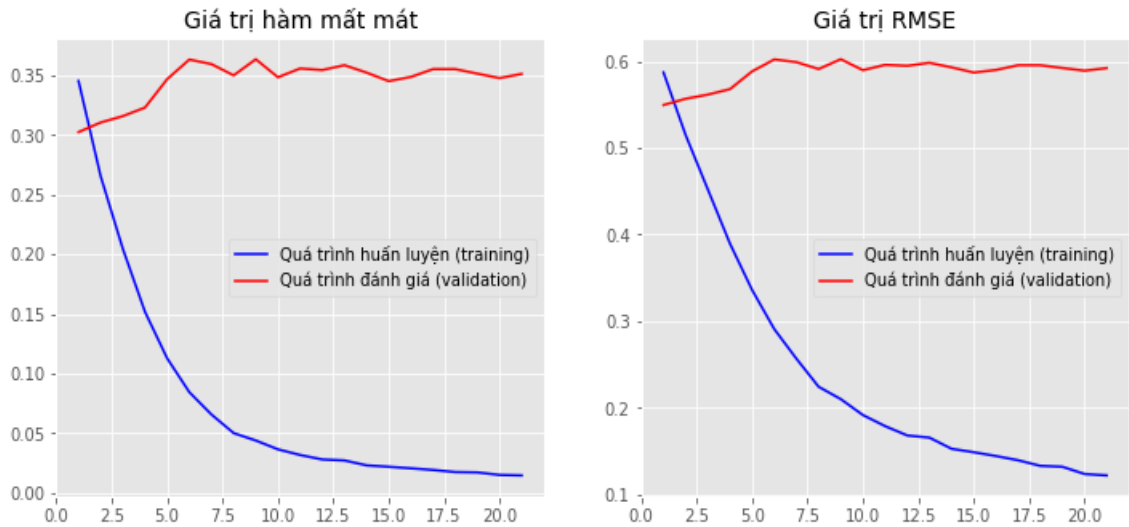 Giá trị hàm mất mát
0.35
0.30
0.25
0.20
0.15
0.10
0.05
0.00
0.0 2.5 5.0 7.5 10.0 12.5 15.0 17.5 20.0
Quá trình huấn luyện (training)
Quá trình đánh giá (validation)
Giá trị RMSE
0.6
0.5
0.4
0.3
0.2
0.1
0.0 2.5 5.0 7.5 10.0 12.5 15.0 17.5 20.0
Quá trình huấn luyện (training)
Quá trình đánh giá (validation)